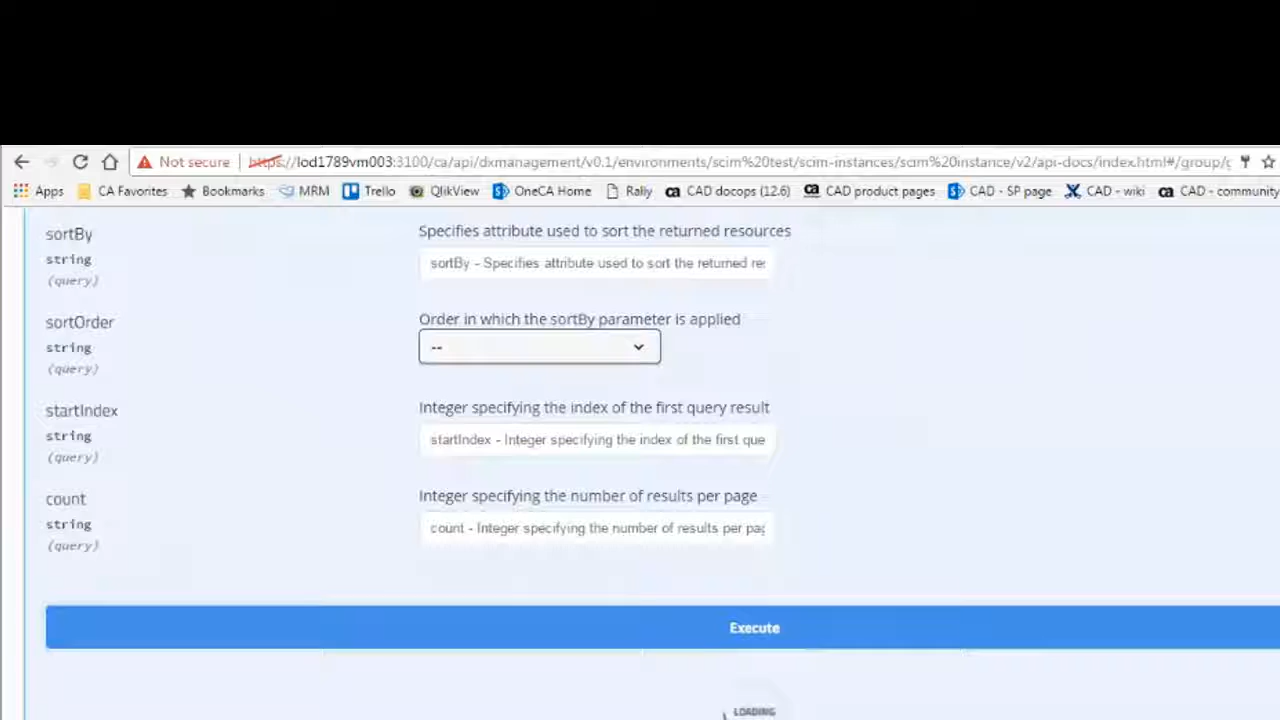 Not secure | https://lod1789vm003:3100/ca/api/dxmanagement/v0.1/environments/scim%20test/scim-instances/scim%20instance/v2/api-docs/index.html#/group/c
Apps CA Favorites Bookmarks MRM Trello QlikView OneCA Home Rally ca CAD docops (12.6) ca CAD product pages CAD - SP page CAD - wiki ca CAD - community
sortBy
string
(query)
Specifies attribute used to sort the returned resources
sortBy - Specifies attribute used to sort the returned re
sortOrder
string
(query)
Order in which the sortBy parameter is applied
--
startIndex
string
(query)
Integer specifying the index of the first query result
startIndex - Integer specifying the index of the first que
count
string
(query)
Integer specifying the number of results per page
count - Integer specifying the number of results per pag
Execute
LOADING